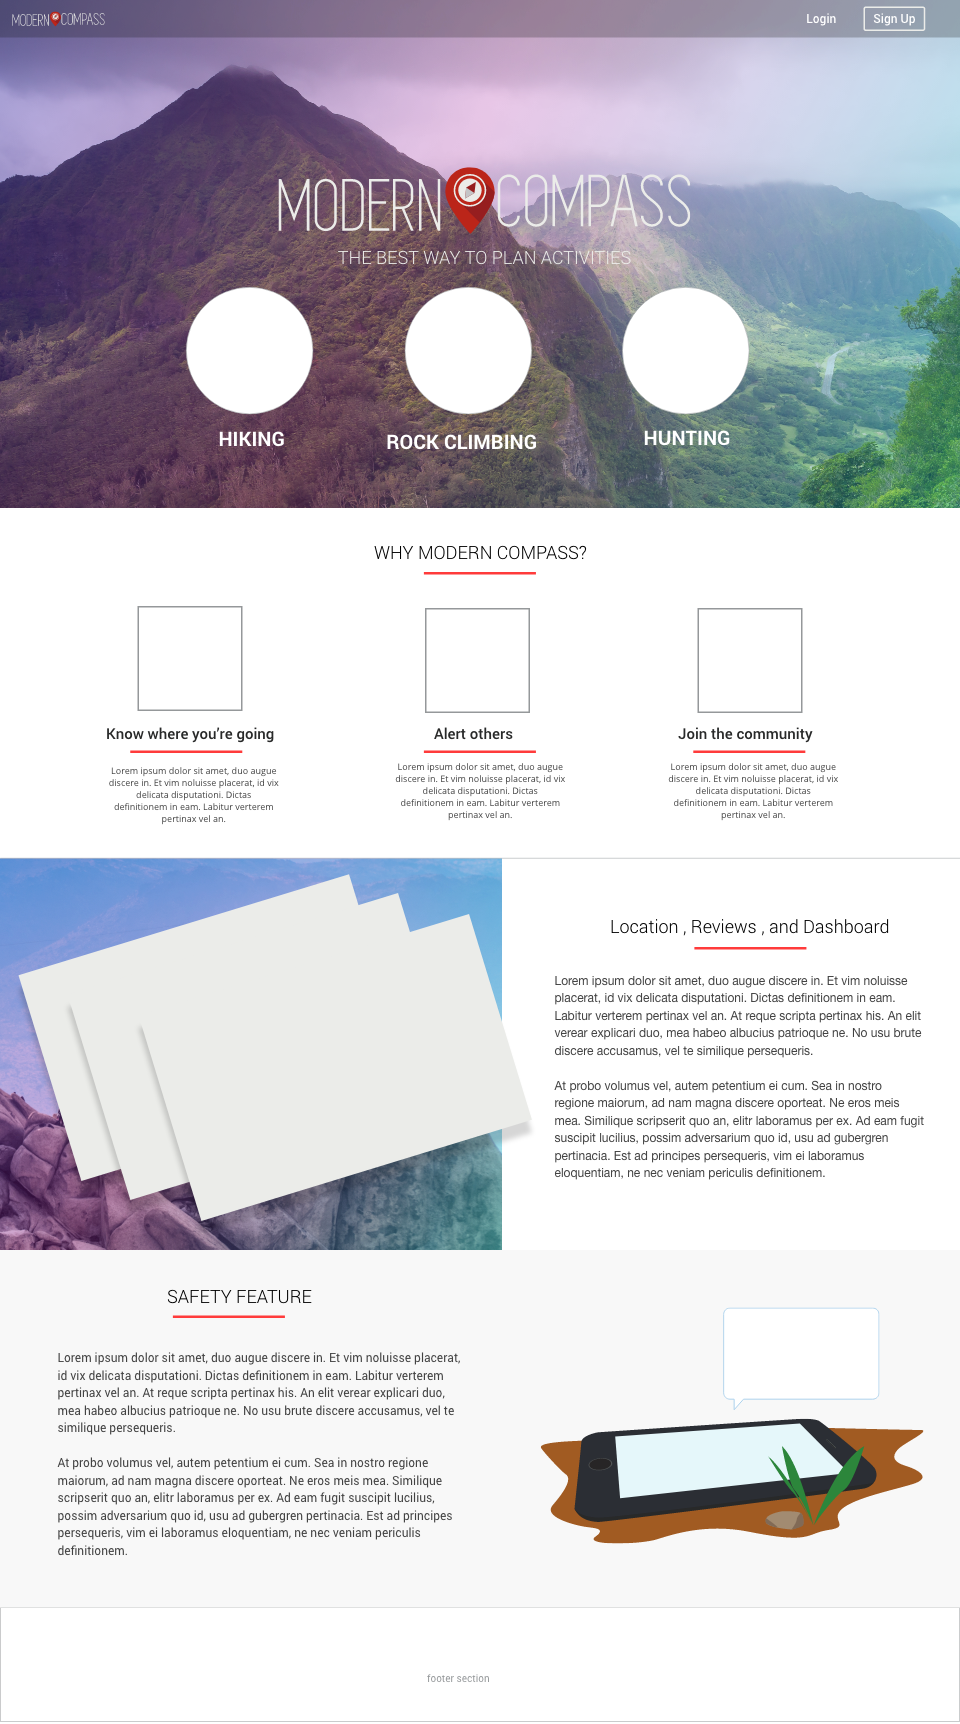 MODERN COMPASS
Login
Sign Up
MODERN COMPASS
THE BEST WAY TO PLAN ACTIVITIES
HIKING
ROCK CLIMBING
HUNTING
WHY MODERN COMPASS?
Know where you're going
Lorem ipsum dolor sit amet, duo augue
discere in. Et vim noluisse placerat, id vix
delicata disputationi. Dictas
definitionem in eam. Labitur verterem
pertinax vel an.
Alert others
Lorem ipsum dolor sit amet, duo augue
discere in. Et vim noluisse placerat, id vix
delicata disputationi. Dictas
definitionem in eam. Labitur verterem
pertinax vel an.
Join the community
Lorem ipsum dolor sit amet, duo augue
discere in. Et vim noluisse placerat, id vix
delicata disputationi. Dictas
definitionem in eam. Labitur verterem
pertinax vel an.
Location , Reviews , and Dashboard
Lorem ipsum dolor sit amet, duo augue discere in. Et vim noluisse
placerat, id vix delicata disputationi. Dictas definitionem in eam.
Labitur verterem pertinax vel an. At reque scripta pertinax his. An elit
verear explicari duo, mea habeo albucius patrioque ne. No usu brute
discere accusamus, vel te similique persequeris.
At probo volumus vel, autem petentium ei cum. Sea in nostro
regione maiorum, ad nam magna discere oporteat. Ne eros meis
mea. Similique scripserit quo an, elitr laboramus per ex. Ad eam fugit
suscipit lucilius, possim adversarium quo id, usu ad gubergren
pertinacia. Est ad principes persequeris, vim ei laboramus
eloquentiam, ne nec veniam periculis definitionem.
SAFETY FEATURE
Lorem ipsum dolor sit amet, duo augue discere in. Et vim noluisse placerat,
id vix delicata disputationi. Dictas definitionem in eam. Labitur verterem
pertinax vel an. At reque scripta pertinax his. An elit verear explicari duo,
mea habeo albucius patrioque ne. No usu brute discere accusamus, vel te
similique persequeris.
At probo volumus vel, autem petentium ei cum. Sea in nostro regione
maiorum, ad nam magna discere oporteat. Ne eros meis mea. Similique
scripserit quo an, elitr laboramus per ex. Ad eam fugit suscipit lucilius,
possim adversarium quo id, usu ad gubergren pertinacia. Est ad principes
persequeris, vim ei laboramus eloquentiam, ne nec veniam periculis
definitionem.
footer section